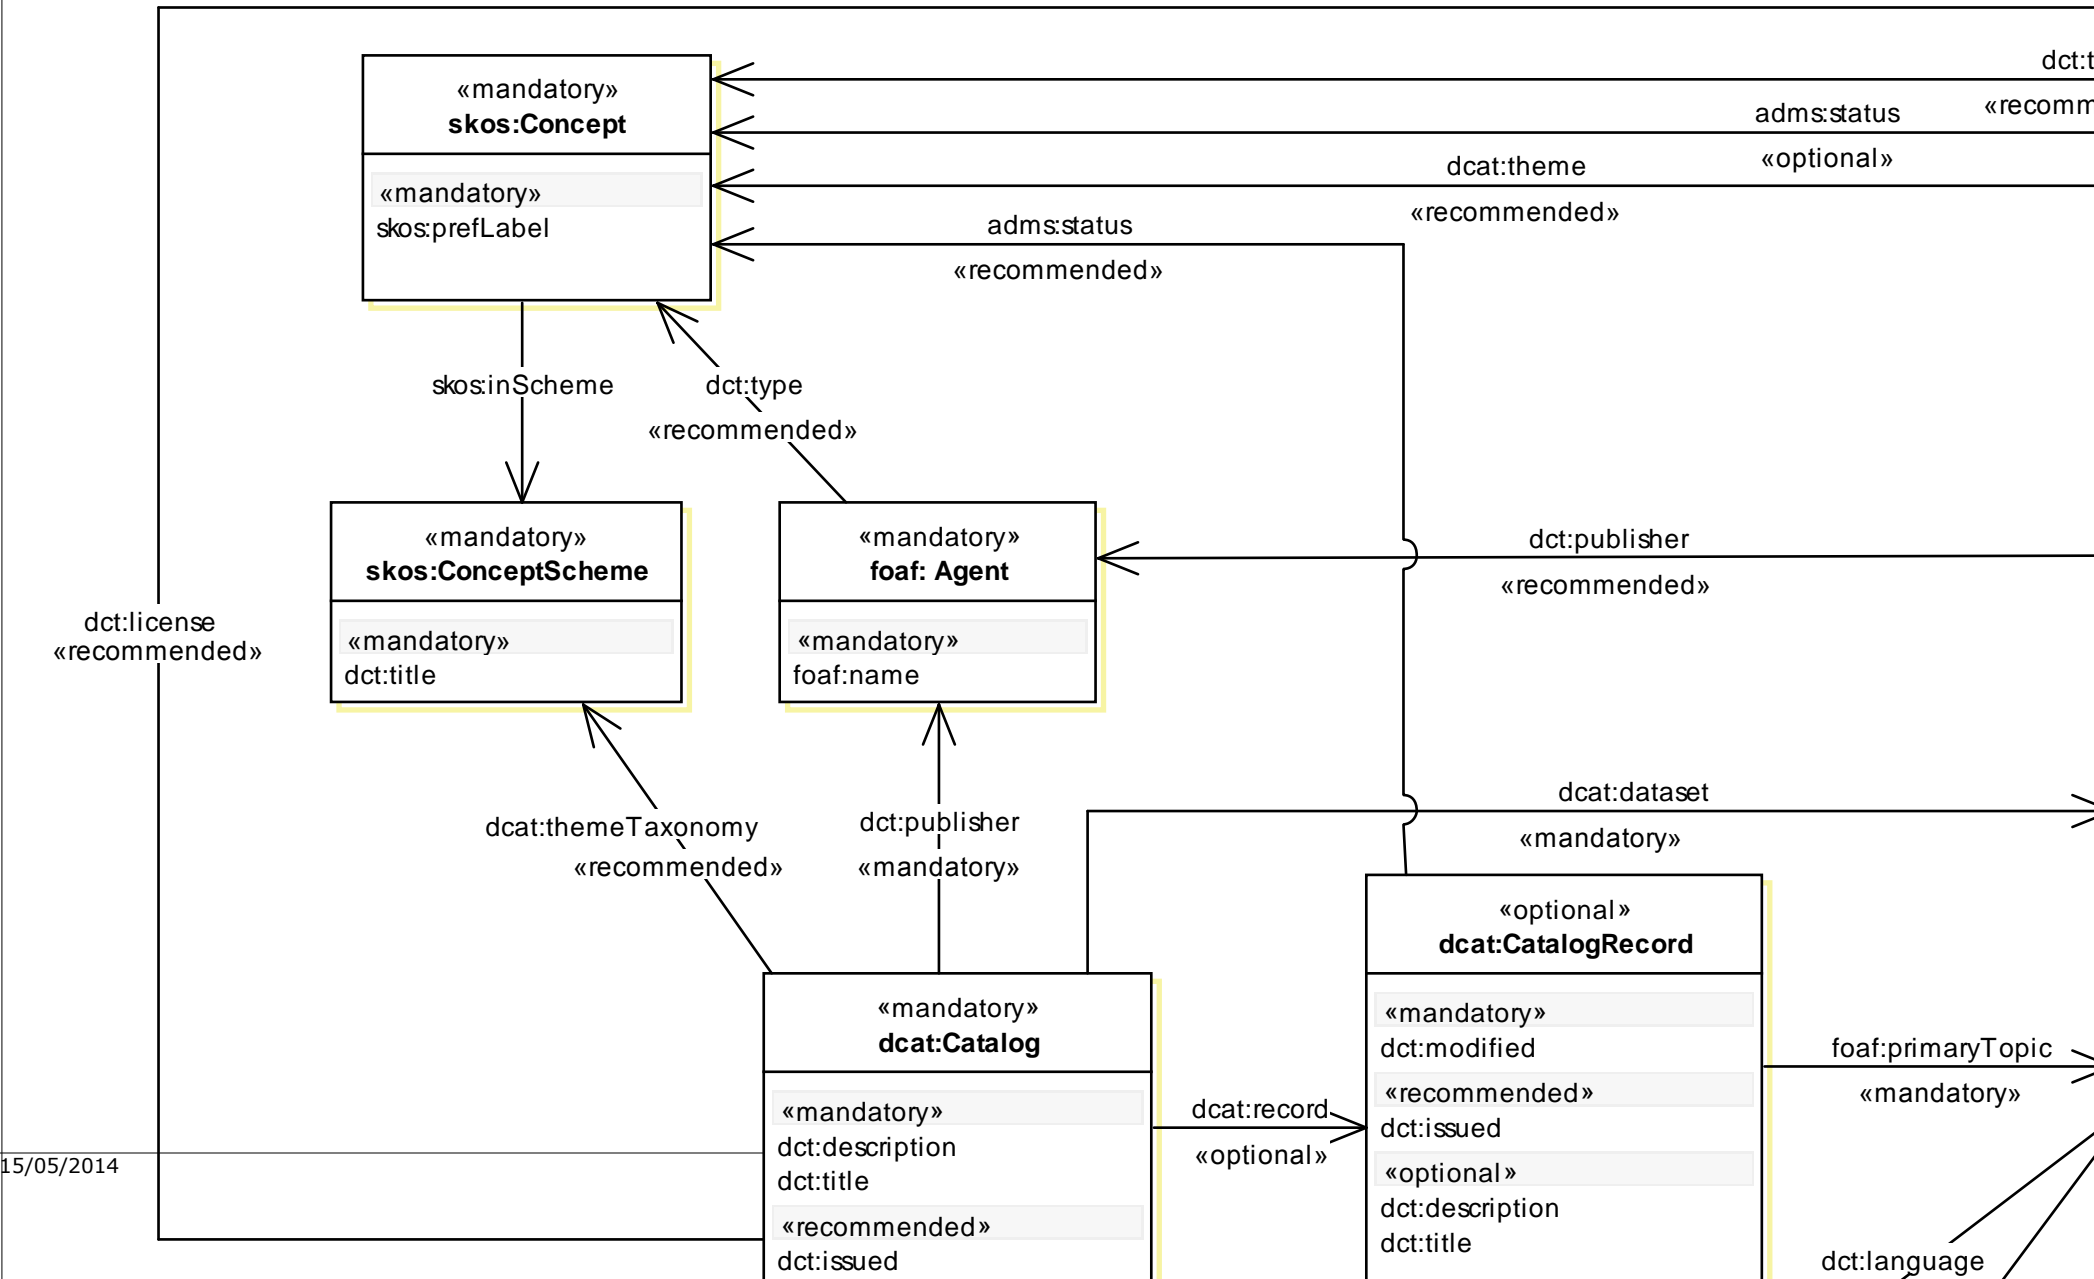 «mandatory»
skos:Concept
«mandatory»
skos:prefLabel
adms:status
«optional»
dcat:theme
«recommended»
adms:status
«recommended»
skos:inScheme
dct:type
«recommended»
«mandatory»
skos:ConceptScheme
«mandatory»
dct:title
«mandatory»
foaf: Agent
«mandatory»
foaf:name
dct:publisher
«recommended»
dct:license
«recommended»
dcat:themeTaxonomy
«recommended»
dct:publisher
«mandatory»
dcat:dataset
«mandatory»
«mandatory»
dcat:Catalog
«mandatory»
dct:description
dct:title
«recommended»
dct:issued
dcat:record
«optional»
«optional»
dcat:CatalogRecord
«mandatory»
dct:modified
«recommended»
dct:issued
«optional»
dct:description
dct:title
foaf:primaryTopic
«mandatory»
dct:language
15/05/2014